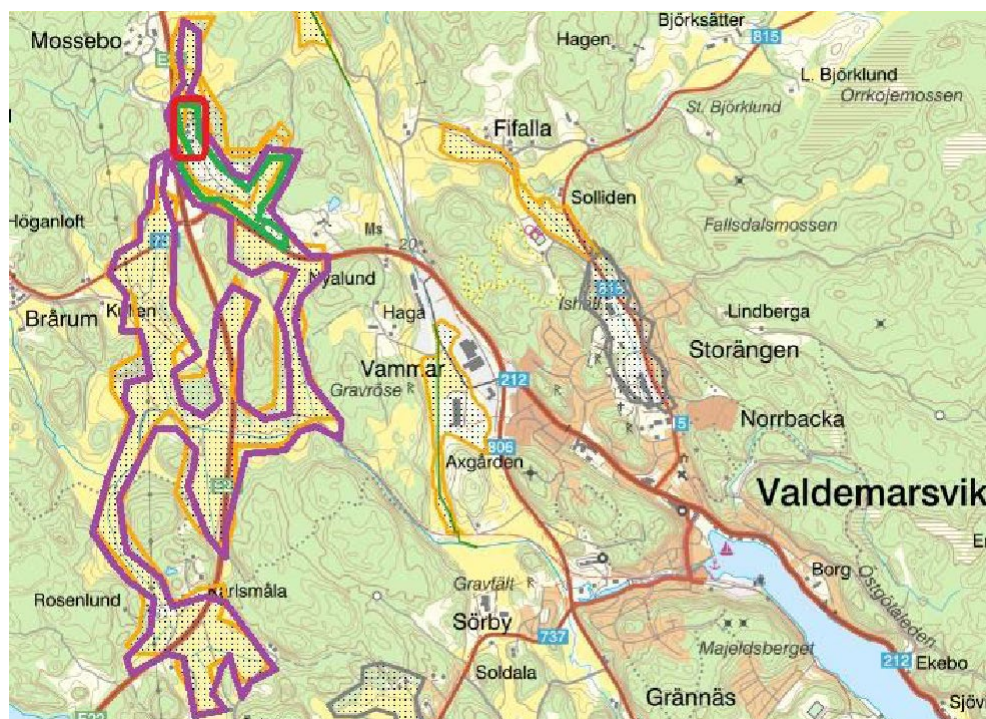 Björksätter
Mossebo
Hagen
815
L. Björklund
Orrkojemossen
St. Björklund
Fifalla
Solliden
Höganloft
Fallsdalsmossen
Ms
20
Nyalund
Ishall
Brårum
Haga
Lindberga
Vammar
Storängen
Gravröse R
212
Norrbacka
806
Axgården
Valdemarsvik
Gravfält R
Borg
Östgötaleden
Rosenlund
Karlsmåla
Sörby
737
Majeldsberget
212
Ekebo
Soldala
Grännäs